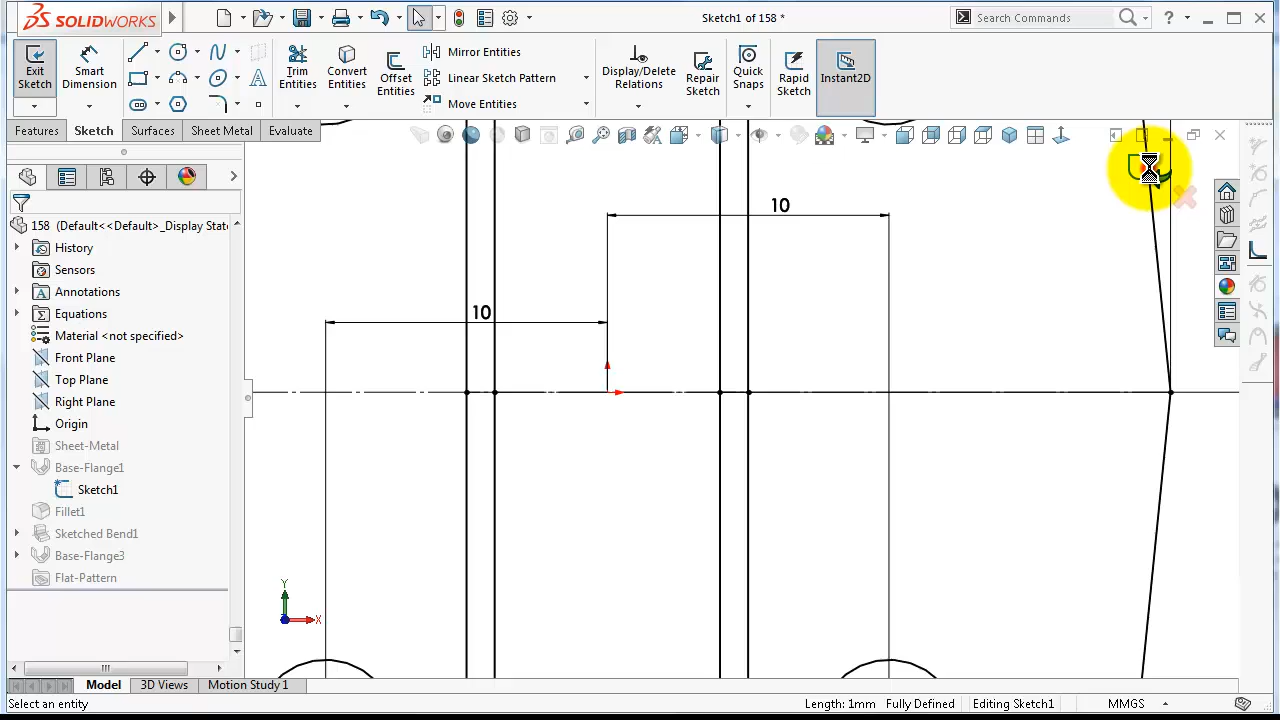 SOLIDWORKS
Sketch1 of 158 *
Search Commands
Exit Sketch
Smart Dimension
Trim Entities
Convert Entities
Offset Entities
Mirror Entities
Linear Sketch Pattern
Move Entities
Display/Delete Relations
Repair Sketch
Quick Snaps
Rapid Sketch
Instant2D
Features
Sketch
Surfaces
Sheet Metal
Evaluate
158 (Default<<Default>_Display State
History
Sensors
Annotations
Equations
Material <not specified>
Front Plane
Top Plane
Right Plane
Origin
Sheet-Metal
Base-Flange1
Sketch1
Fillet1
Sketched Bend1
Base-Flange3
Flat-Pattern
10
10
Y
X
Model
3D Views
Motion Study 1
Select an entity
Length: 1mm
Fully Defined
Editing Sketch1
MMGS